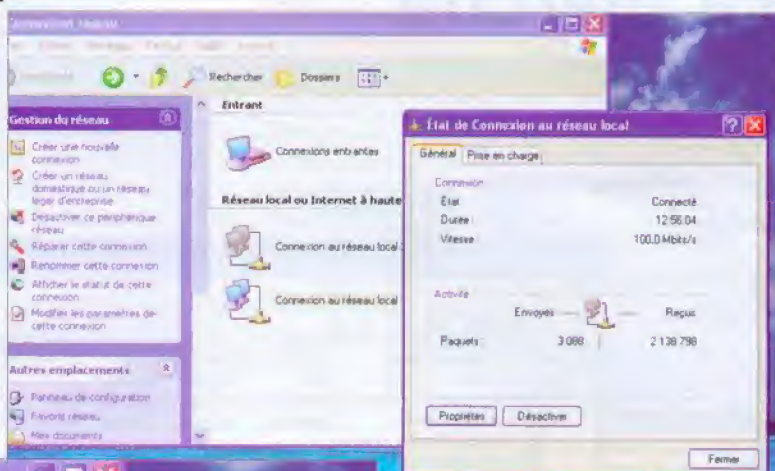 Connexions réseau
Rechercher Dossiers
Gestion du réseau
Créer une nouvelle
connexion
Créer un réseau
domestique ou un réseau
léger d'entreprise
Désactiver ce périphérique
réseau
Réparer cette connexion
Renommer cette connexion
Afficher le statut de cette
connexion
Modifier les paramètres de
cette connexion
Autres emplacements
Panneau de configuration
Favoris réseau
Mes documents
Entrant
Connexions entrantes
Réseau local ou Internet à haute
Connexion au réseau local
Connexion au réseau local
État de Connexion au réseau local
Général Prise en charge
Connexion
État : Connecté
Durée : 12:56:04
Vitesse : 100.0 Mbits/s
Activité
Envoyés — Reçus
Paquets : 3 088 | 2 138 798
Propriétés Désactiver
Fermer